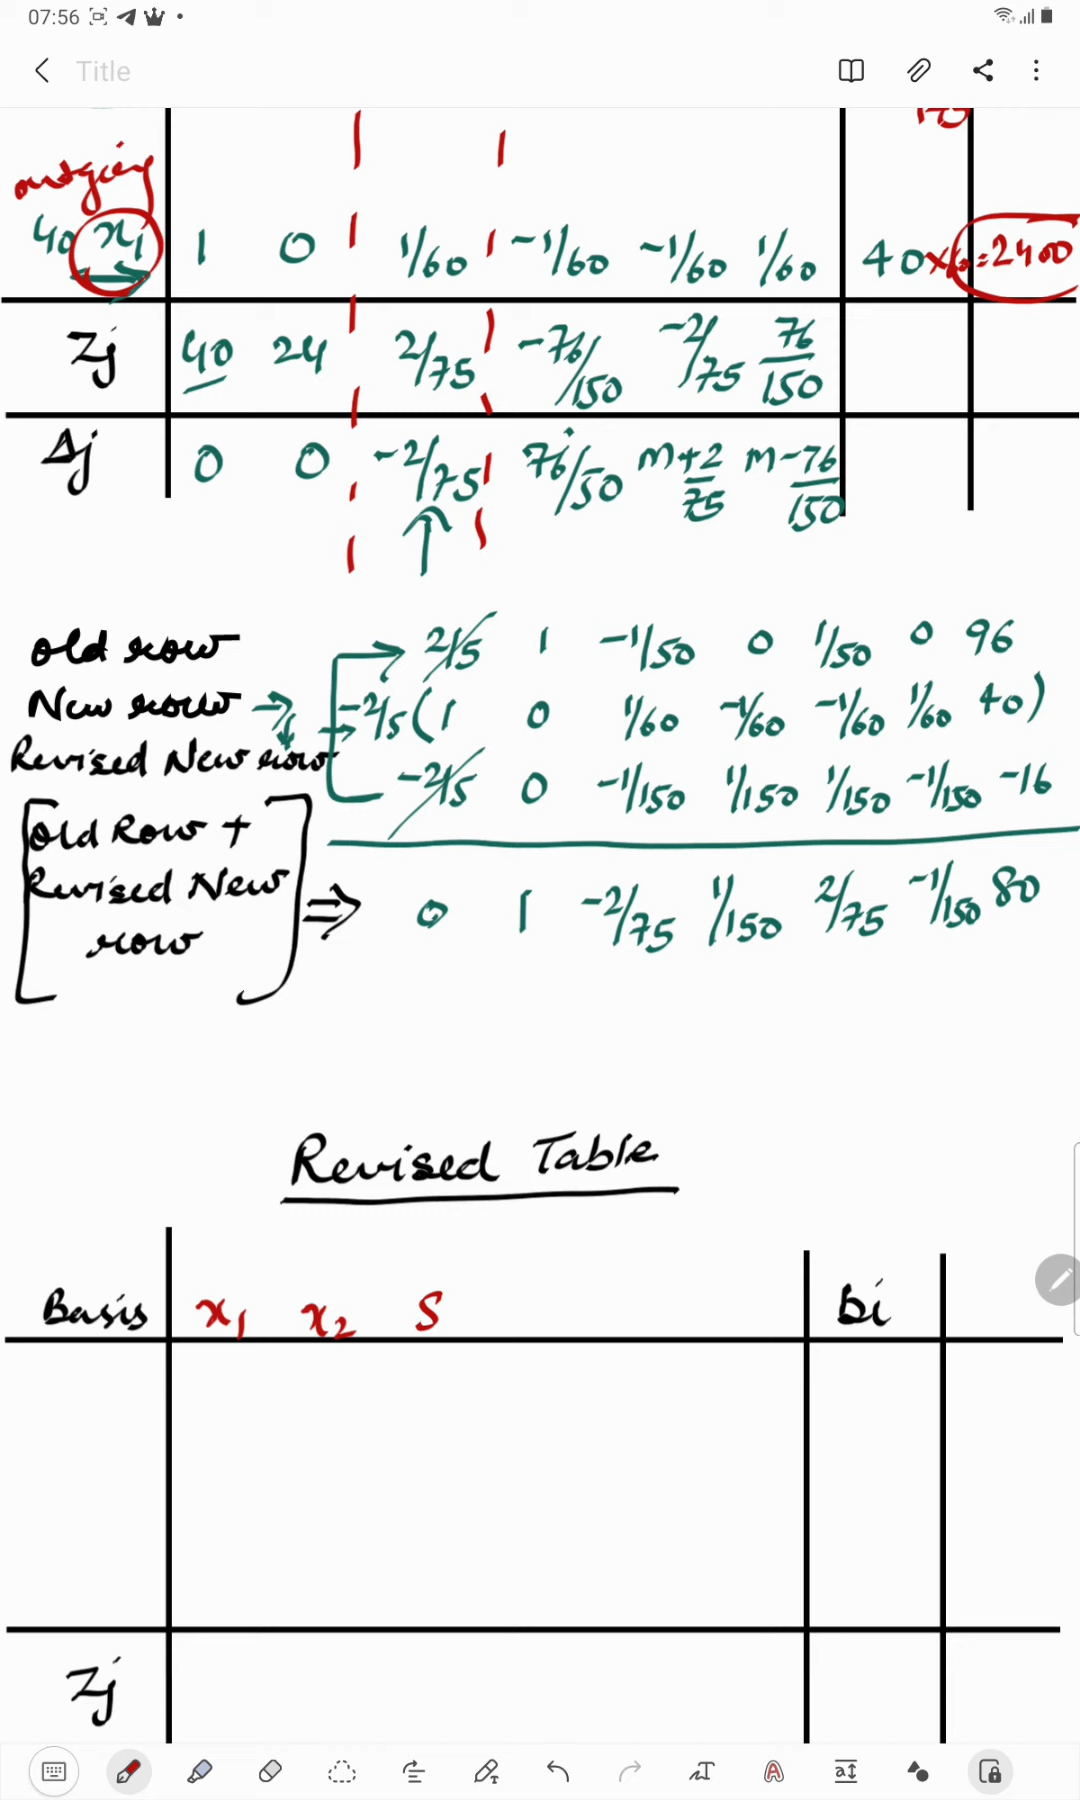 07:56
Title
outgoing
40 x1 1 0 1/60 -1/60 -1/60 1/60 40 x60 = 2400
Zj 40 24 2/75 -76/150 -2/75 76/150
Δj 0 0 -2/75 76/150 m+2/75 m-76/150
old row 2/5 1 -1/50 0 1/50 0 96
New row → -2/5 (1 0 1/60 -1/60 -1/60 1/60 40)
Revised New row -2/5 0 -1/150 1/150 1/150 -1/150 -16
[Old Row +
Revised New
row] ⇒ 0 1 -2/75 1/150 2/75 -1/150 80
Revised Table
Basis x1 x2 S bi
Zj